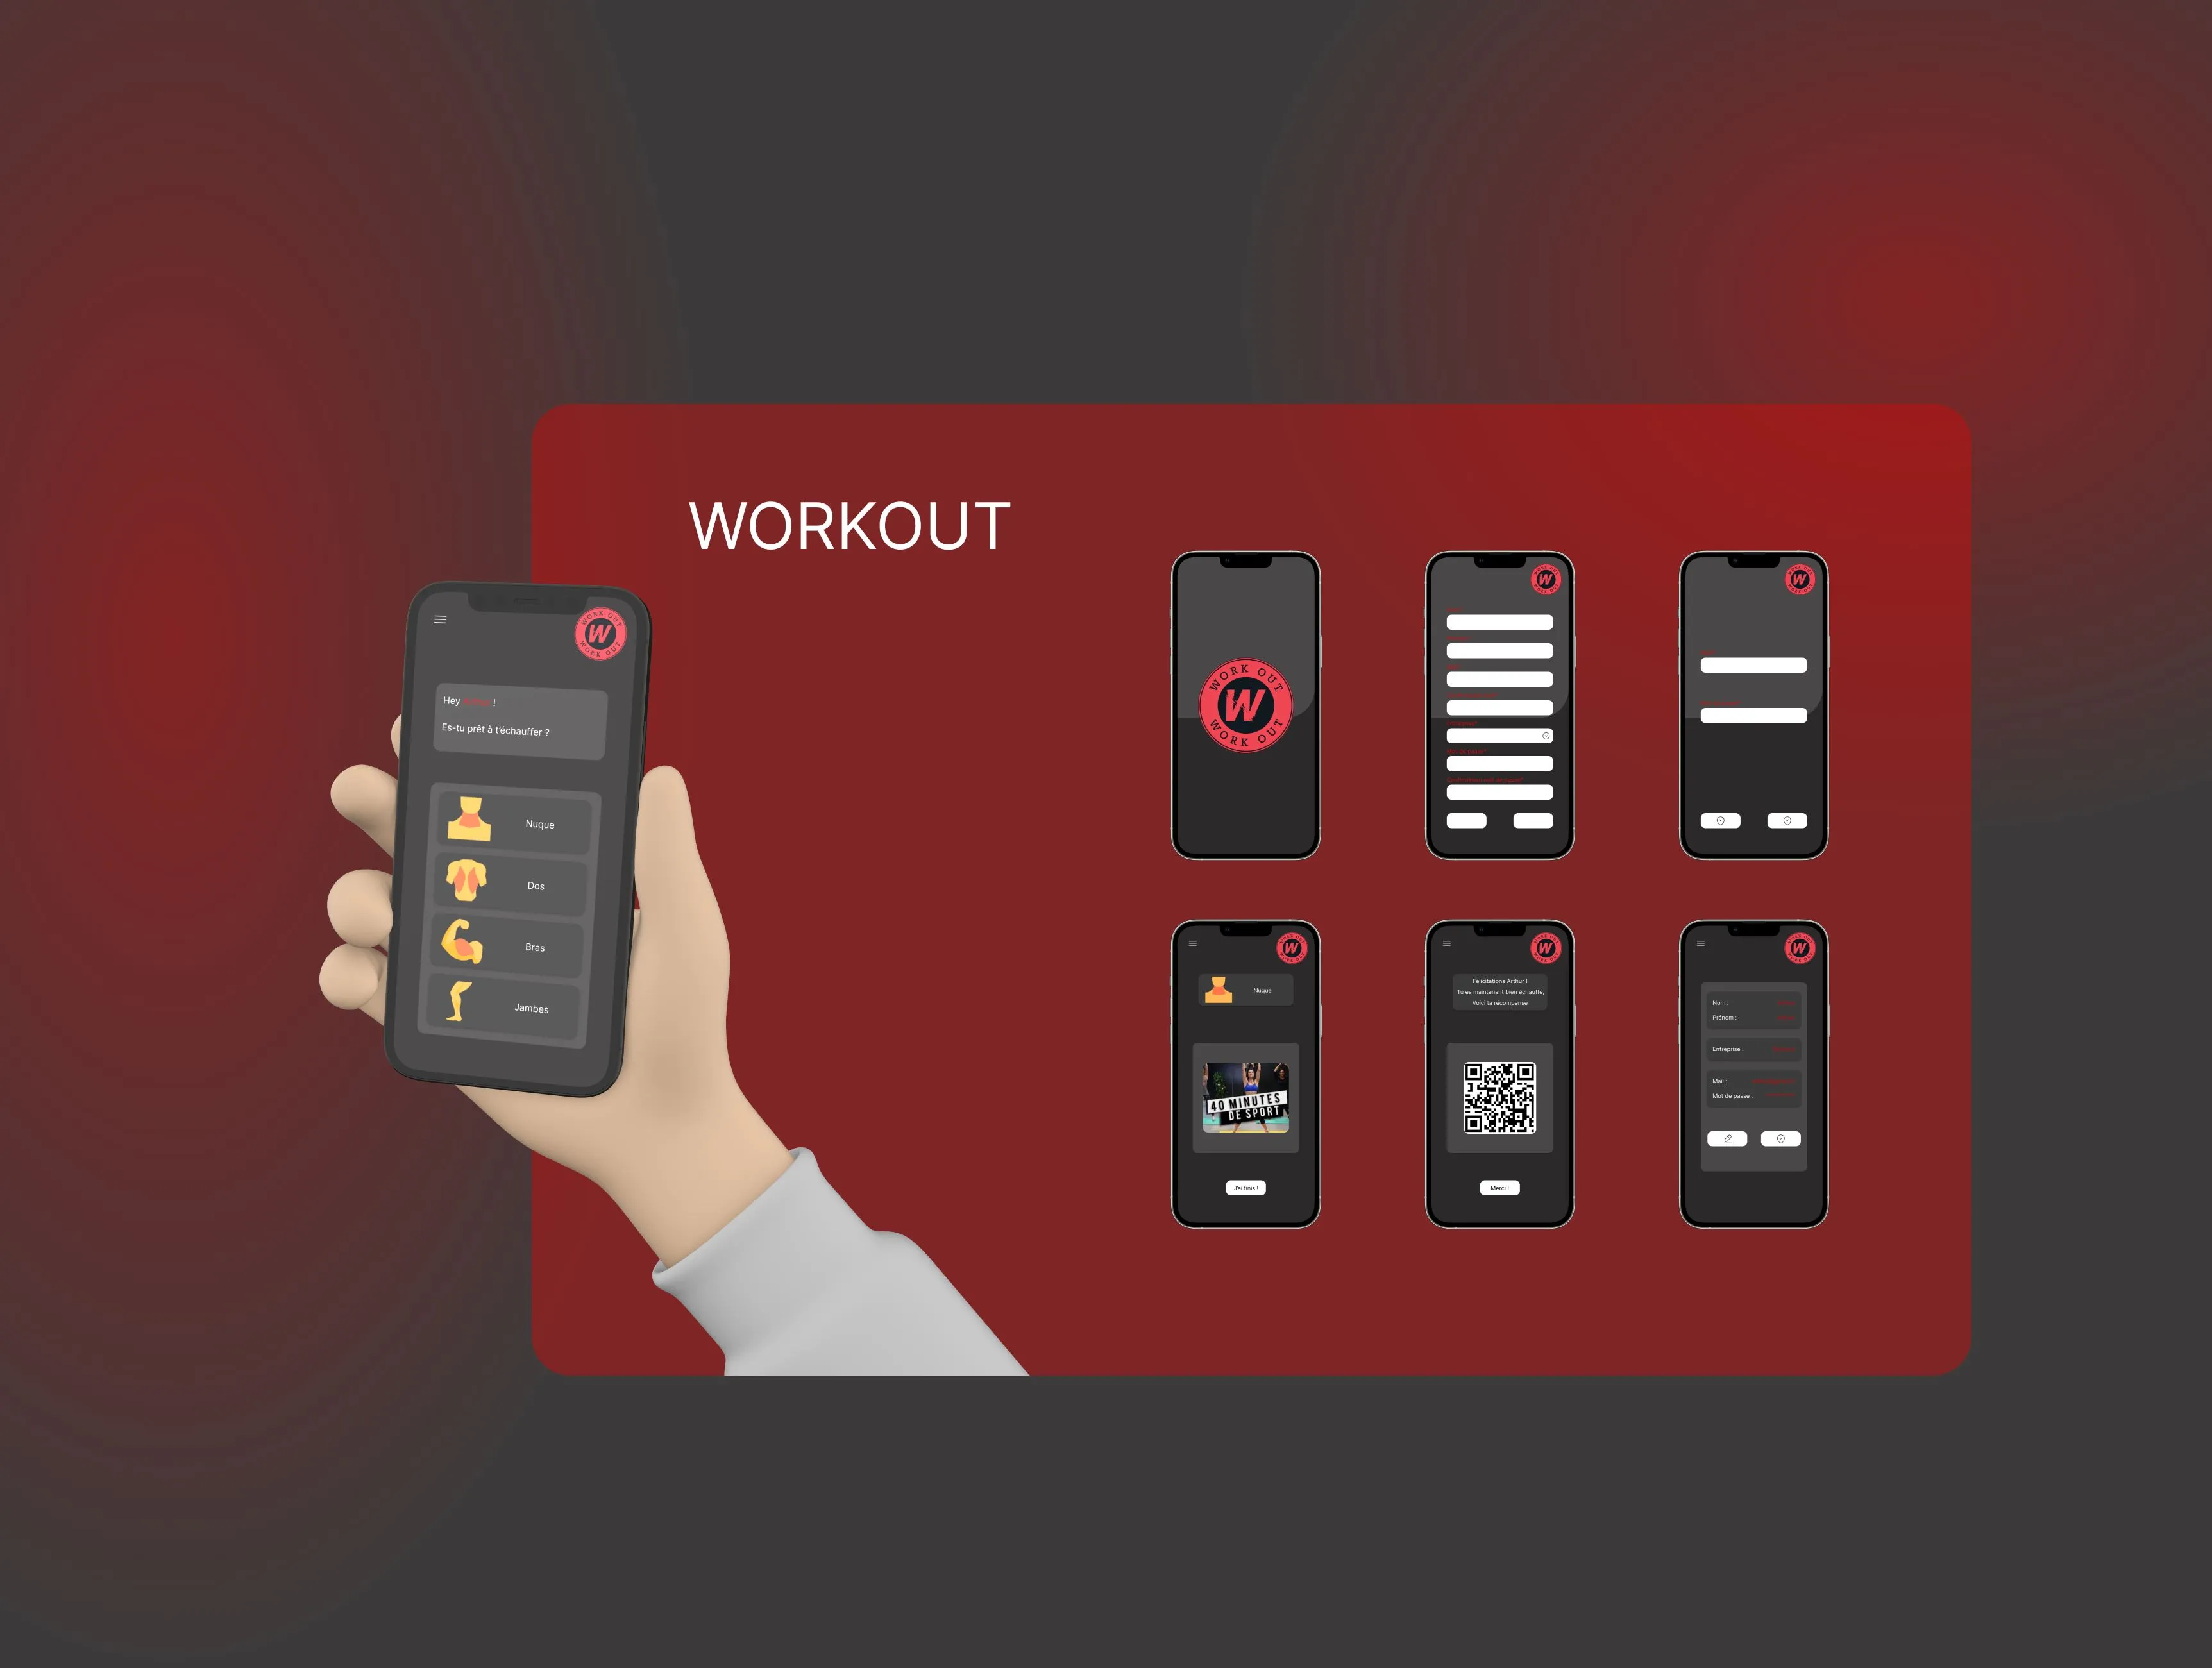 WORKOUT
WORK OUT
W
WORK OUT
Hey !
Es-tu prêt à t'échauffer ?
Nuque
Dos
Bras
Jambes
WORK OUT
W
WORK OUT
W
W
W
Nuque
40 MINUTES
DE SPORT
J'ai finis !
W
Félicitations Arthur !
Tu es maintenant bien échauffé,
Voici ta récompense
Merci !
W
Nom :
Prénom :
Entreprise :
Mail :
Mot de passe :